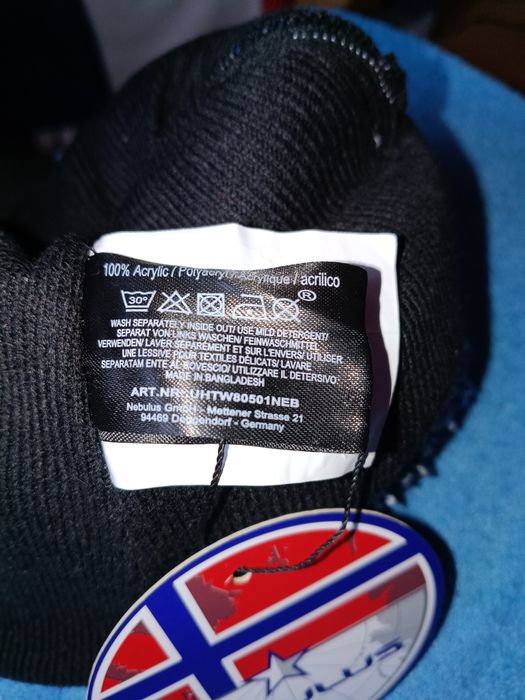 100% Acrylic / Polyacryl / Acrylique / acrilico
30°
®
WASH SEPARATELY INSIDE OUT/ USE MILD DETERGENT/
SEPARAT VON LINKS WASCHEN/ FEINWASCHMITTEL
VERWENDEN/ LAVER SÉPARÉMENT ET SUR L'ENVERS/ UTILISER
UNE LESSIVE POUR TEXTILES DÉLICATS/ LAVARE
SEPARATAM ENTE AL ROVESCIO/ UTILIZZARE IL DETERSIVO.
MADE IN BANGLADESH
ART.NR.: UHTW80501NEB
Nebulus GmbH - Mettener Strasse 21
94469 Deggendorf - Germany